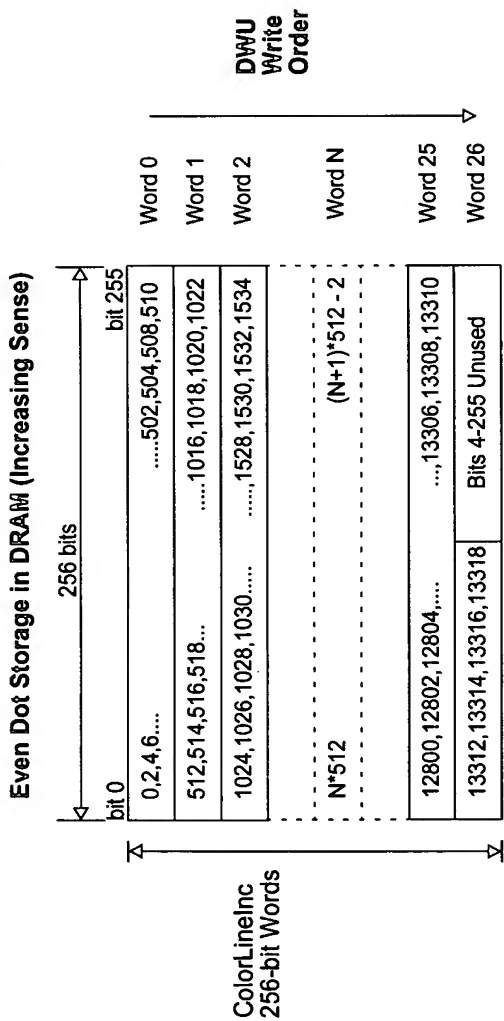 Even Dot Storage in DRAM (Increasing Sense)
256 bits
bit 0
bit 255
0,2,4,6....
......502,504,508,510
Word 0
512,514,516,518...
......1016,1018,1020,1022
Word 1
1024,1026,1028,1030......
......,1528,1530,1532,1534
Word 2
N*512
(N+1)*512 - 2
Word N
12800,12802,12804,.....
...,13306,13308,13310
Word 25
13312,13314,13316,13318
Bits 4-255 Unused
Word 26
ColorLineInc
256-bit Words
DWU
Write
Order